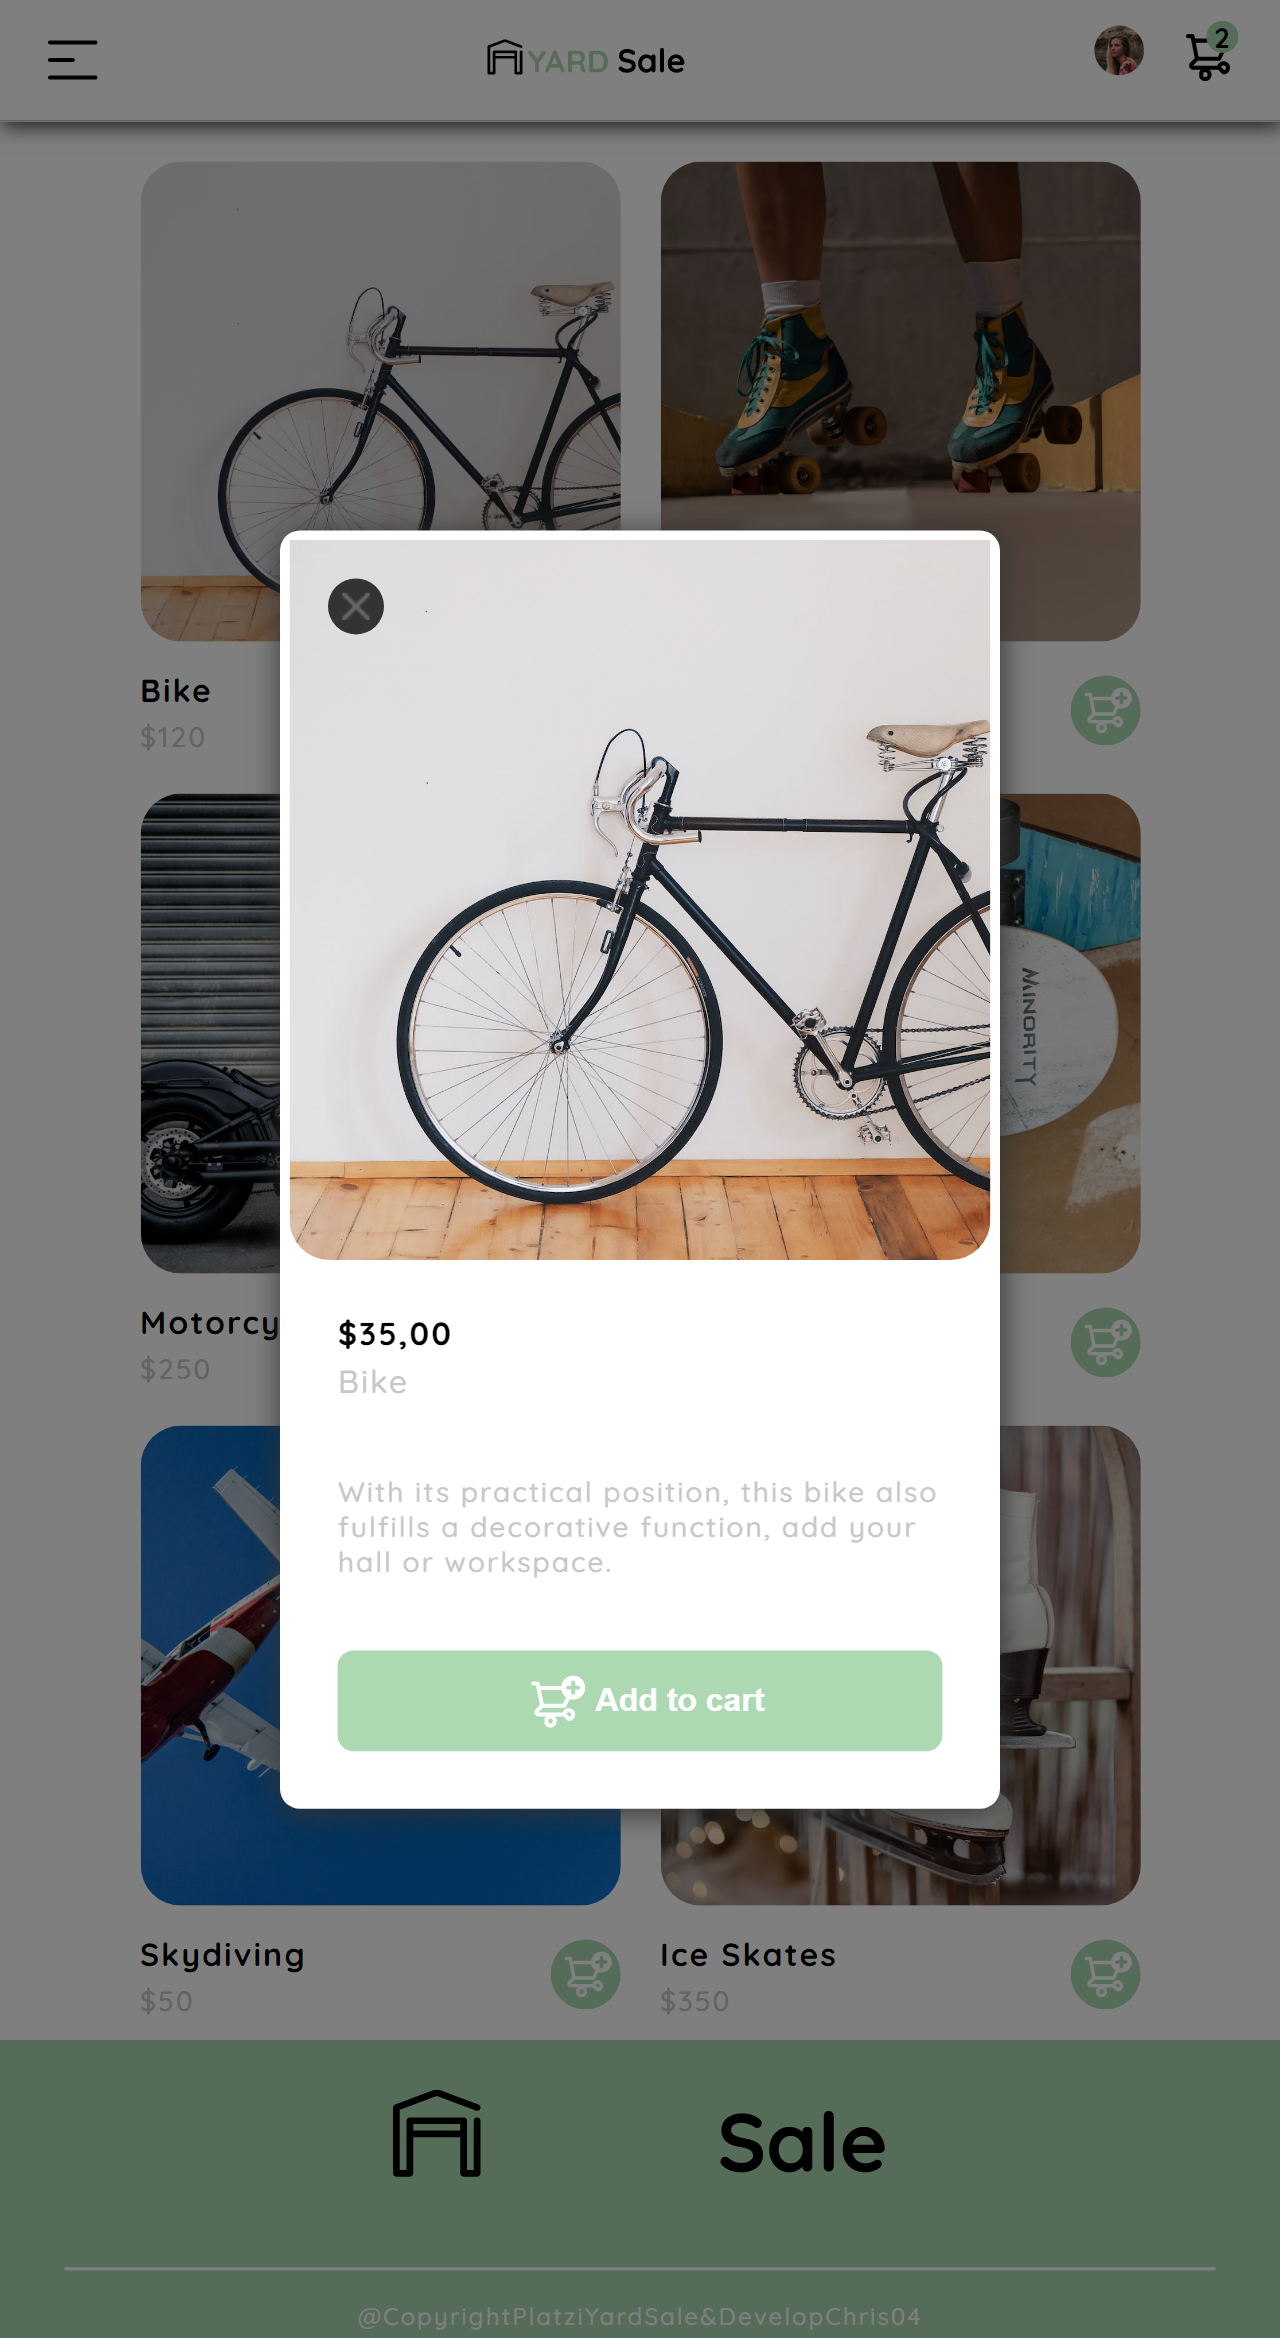 YARD Sale
2
Bike
$120
MINORITY
$35,00
Bike
Motorcy
$250
With its practical position, this bike also
fulfills a decorative function, add your
hall or workspace.
Add to cart
Skydiving
$50
Ice Skates
$350
Sale
@CopyrightPlatziYardSale&DevelopChris04